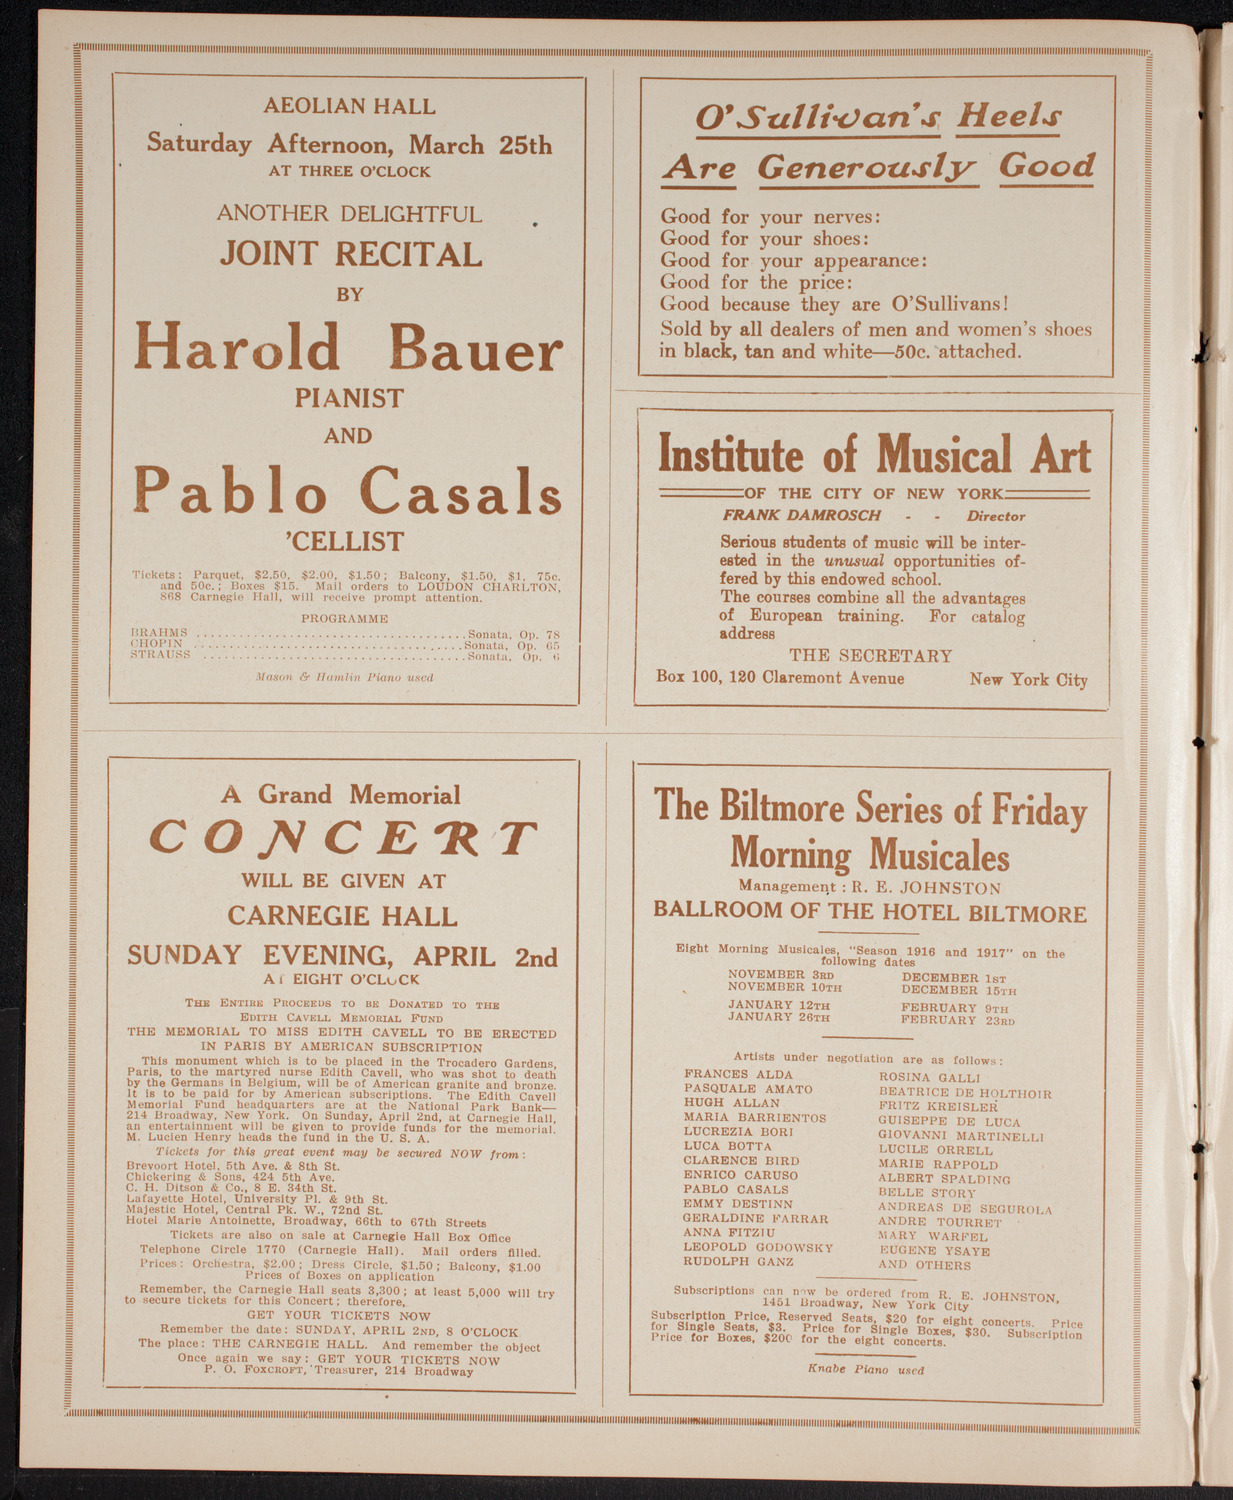 AEOLIAN HALL
Saturday Afternoon, March 25th
AT THREE O'CLOCK
ANOTHER DELIGHTFUL
JOINT RECITAL
BY
Harold Bauer
PIANIST
AND
Pablo Casals
'CELLIST
Tickets: Parquet, $2.50, $2.00, $1.50; Balcony, $1.50, $1, 75c.
and 50c.; Boxes $15. Mail orders to LOUDON CHARLTON,
868 Carnegie Hall, will receive prompt attention.
PROGRAMME
BRAHMS ........................................Sonata, Op. 78
CHOPIN ........................................Sonata, Op. 65
STRAUSS .......................................Sonata, Op. 6
Mason & Hamlin Piano used
A Grand Memorial
CONCERT
WILL BE GIVEN AT
CARNEGIE HALL
SUNDAY EVENING, APRIL 2nd
AT EIGHT O'CLOCK
THE ENTIRE PROCEEDS TO BE DONATED TO THE
EDITH CAVELL MEMORIAL FUND
THE MEMORIAL TO MISS EDITH CAVELL TO BE ERECTED
IN PARIS BY AMERICAN SUBSCRIPTION
This monument which is to be placed in the Trocadero Gardens,
Paris, to the martyred nurse Edith Cavell, who was shot to death
by the Germans in Belgium, will be of American granite and bronze.
It is to be paid for by American subscriptions. The Edith Cavell
Memorial Fund headquarters are at the National Park Bank—
214 Broadway, New York. On Sunday, April 2nd, at Carnegie Hall,
an entertainment will be given to provide funds for the memorial.
M. Lucien Henry heads the fund in the U. S. A.
Tickets for this great event may be secured NOW from:
Brevoort Hotel, 5th Ave. & 8th St.
Chickering & Sons, 424 5th Ave.
C. H. Ditson & Co., 8 E. 34th St.
Lafayette Hotel, University Pl. & 9th St.
Majestic Hotel, Central Pk. W., 72nd St.
Hotel Marie Antoinette, Broadway, 66th to 67th Streets
Tickets are also on sale at Carnegie Hall Box Office
Telephone Circle 1770 (Carnegie Hall). Mail orders filled.
Prices: Orchestra, $2.00; Dress Circle, $1.50; Balcony, $1.00
Prices of Boxes on application
Remember, the Carnegie Hall seats 3,300; at least 5,000 will try
to secure tickets for this Concert; therefore,
GET YOUR TICKETS NOW
Remember the date: SUNDAY, APRIL 2ND, 8 O'CLOCK
The place: THE CARNEGIE HALL. And remember the object
Once again we say: GET YOUR TICKETS NOW
P. O. FOXCROFT, Treasurer, 214 Broadway
O'Sullivan's Heels
Are Generously Good
Good for your nerves:
Good for your shoes:
Good for your appearance:
Good for the price:
Good because they are O'Sullivans!
Sold by all dealers of men and women's shoes
in black, tan and white—50c. attached.
Institute of Musical Art
OF THE CITY OF NEW YORK
FRANK DAMROSCH - - Director
Serious students of music will be inter-
ested in the unusual opportunities of-
fered by this endowed school.
The courses combine all the advantages
of European training. For catalog
address
THE SECRETARY
Box 100, 120 Claremont Avenue New York City
The Biltmore Series of Friday
Morning Musicales
Management: R. E. JOHNSTON
BALLROOM OF THE HOTEL BILTMORE
Eight Morning Musicales, "Season 1916 and 1917" on the
following dates
NOVEMBER 3RD DECEMBER 1ST
NOVEMBER 10TH DECEMBER 15TH
JANUARY 12TH FEBRUARY 9TH
JANUARY 26TH FEBRUARY 23RD
Artists under negotiation are as follows:
FRANCES ALDA ROSINA GALLI
PASQUALE AMATO BEATRICE DE HOLTHOIR
HUGH ALLAN FRITZ KREISLER
MARIA BARRIENTOS GUISEPPE DE LUCA
LUCREZIA BORI GIOVANNI MARTINELLI
LUCA BOTTA LUCILE ORRELL
CLARENCE BIRD MARIE RAPPOLD
ENRICO CARUSO ALBERT SPALDING
PABLO CASALS BELLE STORY
EMMY DESTINN ANDREAS DE SEGUROLA
GERALDINE FARRAR ANDRE TOURRET
ANNA FITZIU MARY WARFEL
LEOPOLD GODOWSKY EUGENE YSAYE
RUDOLPH GANZ AND OTHERS
Subscriptions can now be ordered from R. E. JOHNSTON,
1451 Broadway, New York City
Subscription Price, Reserved Seats, $20 for eight concerts. Price
for Single Seats, $3. Price for Single Boxes, $30. Subscription
Price for Boxes, $200 for the eight concerts.
Knabe Piano used